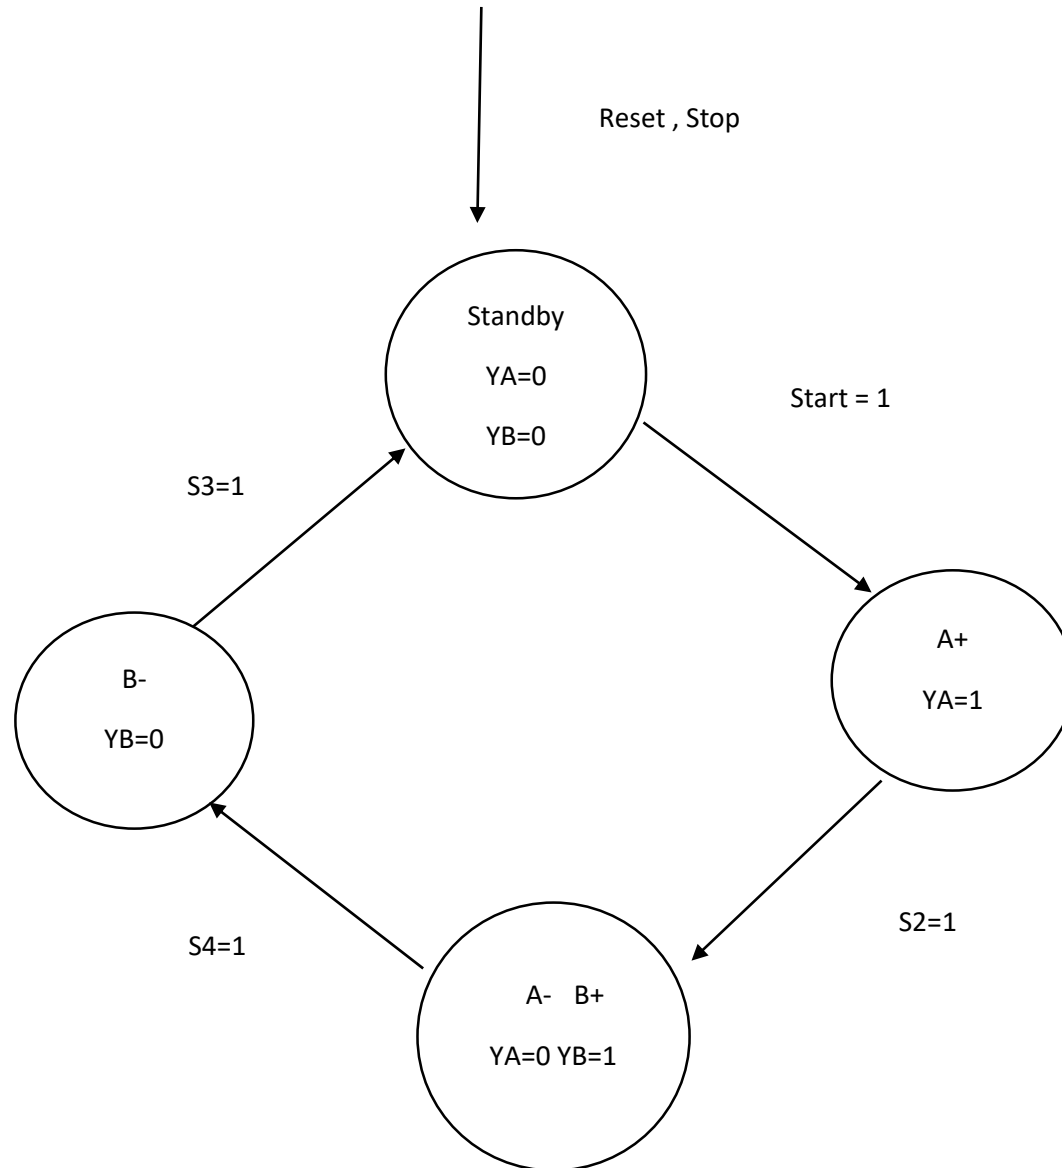 Reset , Stop
Standby
YA=0
YB=0
Start = 1
S3=1
A+
YA=1
B-
YB=0
S2=1
S4=1
A- B+
YA=0 YB=1